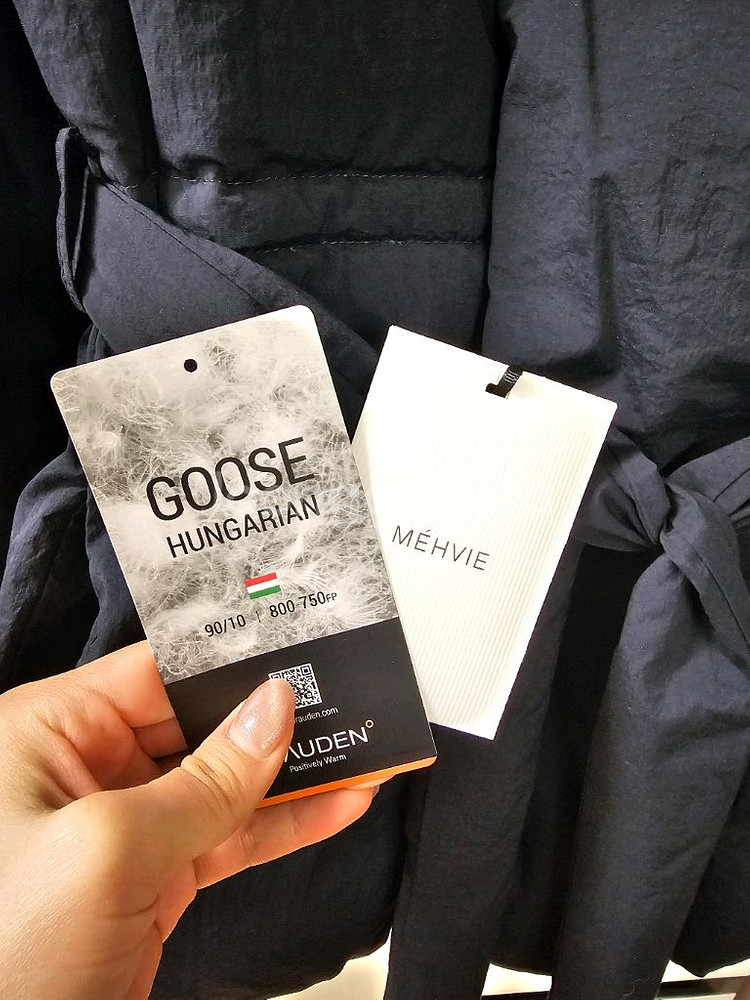 GOOSE
HUNGARIAN
90/10 | 800-750FP
MÉHVIE
Positively Warm